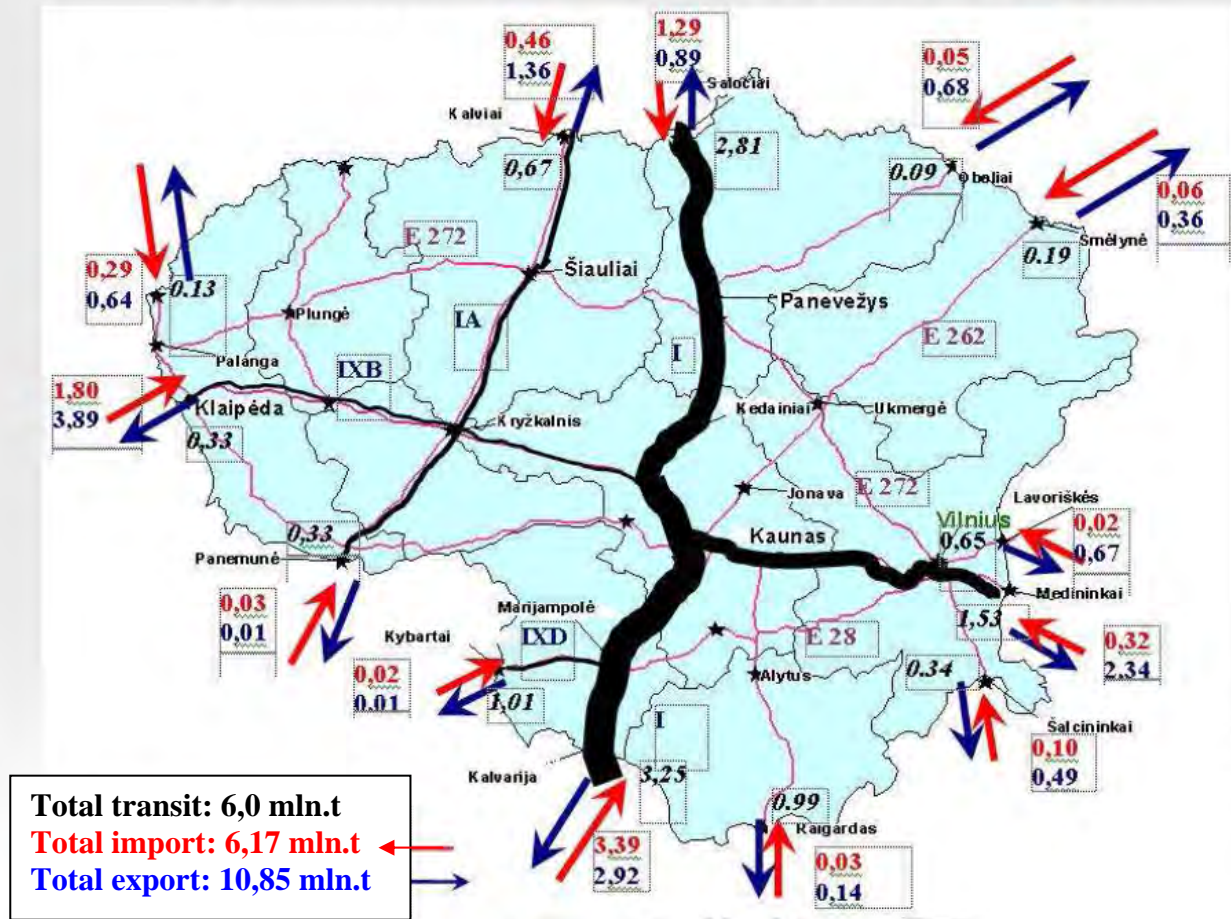 0,46
1,36
1,29
0,89
Saločiai
0,05
0,68
Kalviai
0,67
2,81
0.09
Obeliai
0,06
0,36
Smėlynė
0.19
E 272
0,29
0,64
0.13
Šiauliai
Panevėžys
Plungė
IA
I
E 262
Palanga
IXB
1,80
3,89
Klaipėda
Kryžkalnis
Kedainiai
Ukmergė
0,33
Jonava
E 272
Lavoriškės
Vilnius
0,65
0,02
0,67
0,33
Kaunas
Panemunė
Medininkai
0,03
0,01
Marijampolė
1,53
Kybartai
IXD
E 28
0,32
2,34
0,02
0,01
1,01
Alytus
0.34
I
Šalcininkai
Kalvarija
3,25
0,10
0,49
0.99
Raigardas
3,39
2,92
0,03
0,14
Total transit: 6,0 mln.t
Total import: 6,17 mln.t
Total export: 10,85 mln.t